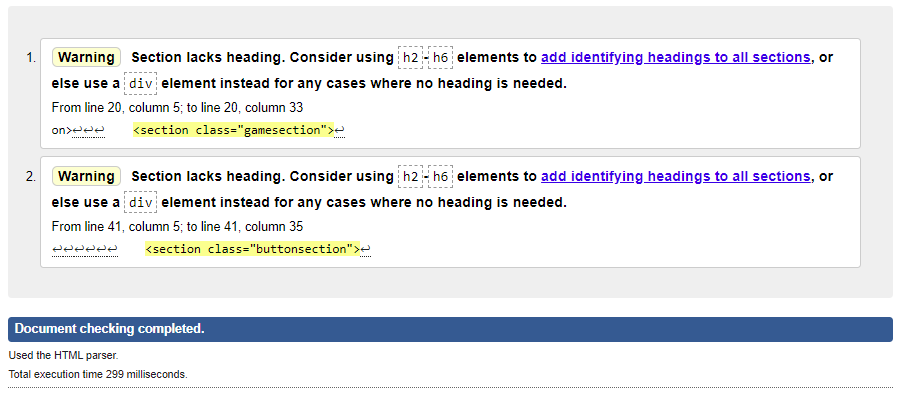 1. Warning Section lacks heading. Consider using h2-h6 elements to add identifying headings to all sections, or
else use a div element instead for any cases where no heading is needed.
From line 20, column 5; to line 20, column 33
on>↩↩↩ <section class="gamesection">↩
2. Warning Section lacks heading. Consider using h2-h6 elements to add identifying headings to all sections, or
else use a div element instead for any cases where no heading is needed.
From line 41, column 5; to line 41, column 35
↩↩↩↩↩↩ <section class="buttonsection">↩
Document checking completed.
Used the HTML parser.
Total execution time 299 milliseconds.